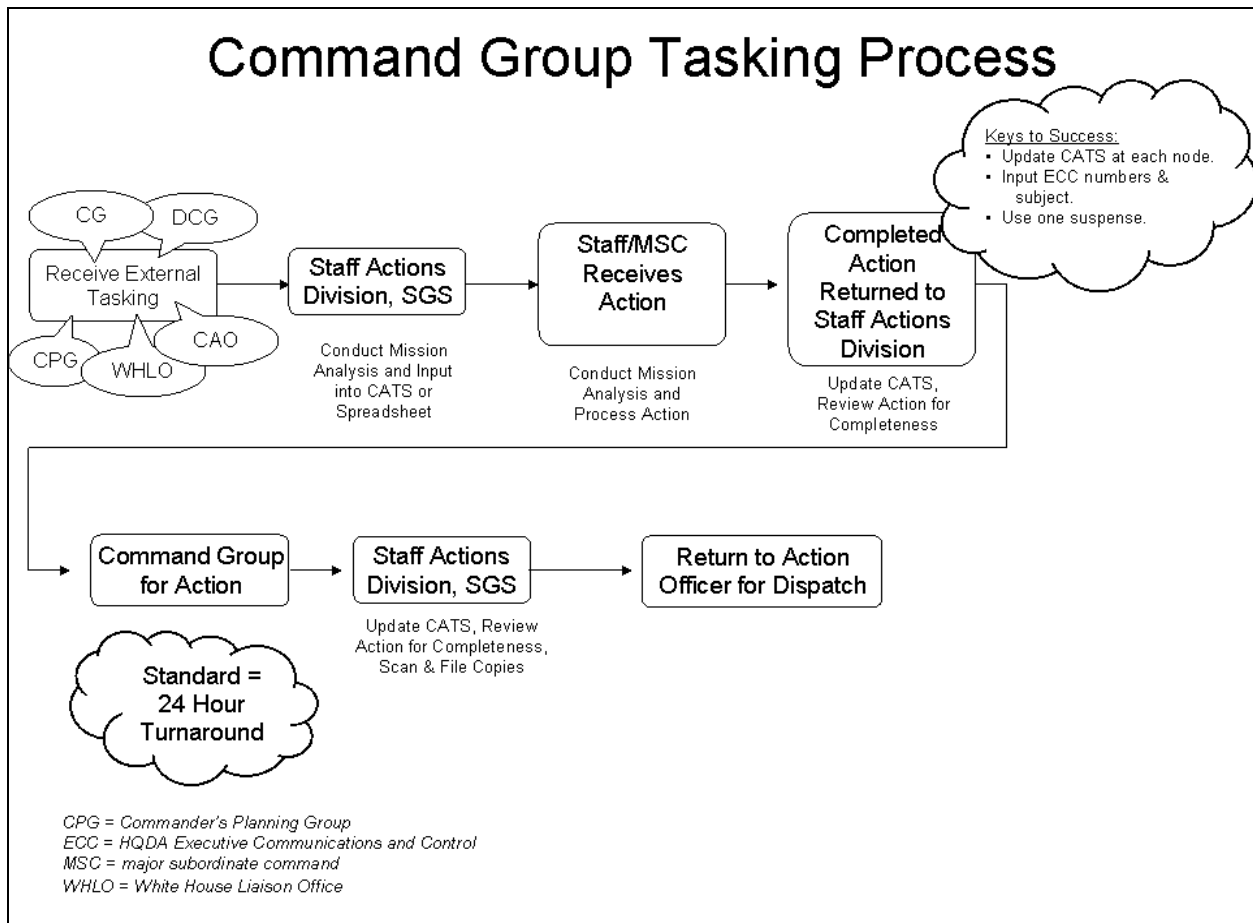 Command Group Tasking Process
Keys to Success:
• Update CATS at each node.
• Input ECC numbers &
subject.
• Use one suspense.
CG
DCG
Receive External
Tasking
CPG
WHLO
CAO
Staff Actions
Division, SGS
Conduct Mission
Analysis and Input
into CATS or
Spreadsheet
Staff/MSC
Receives
Action
Conduct Mission
Analysis and
Process Action
Completed
Action
Returned to
Staff Actions
Division
Update CATS,
Review Action for
Completeness
Command Group
for Action
Standard =
24 Hour
Turnaround
Staff Actions
Division, SGS
Update CATS, Review
Action for Completeness,
Scan & File Copies
Return to Action
Officer for Dispatch
CPG = Commander's Planning Group
ECC = HQDA Executive Communications and Control
MSC = major subordinate command
WHLO = White House Liaison Office